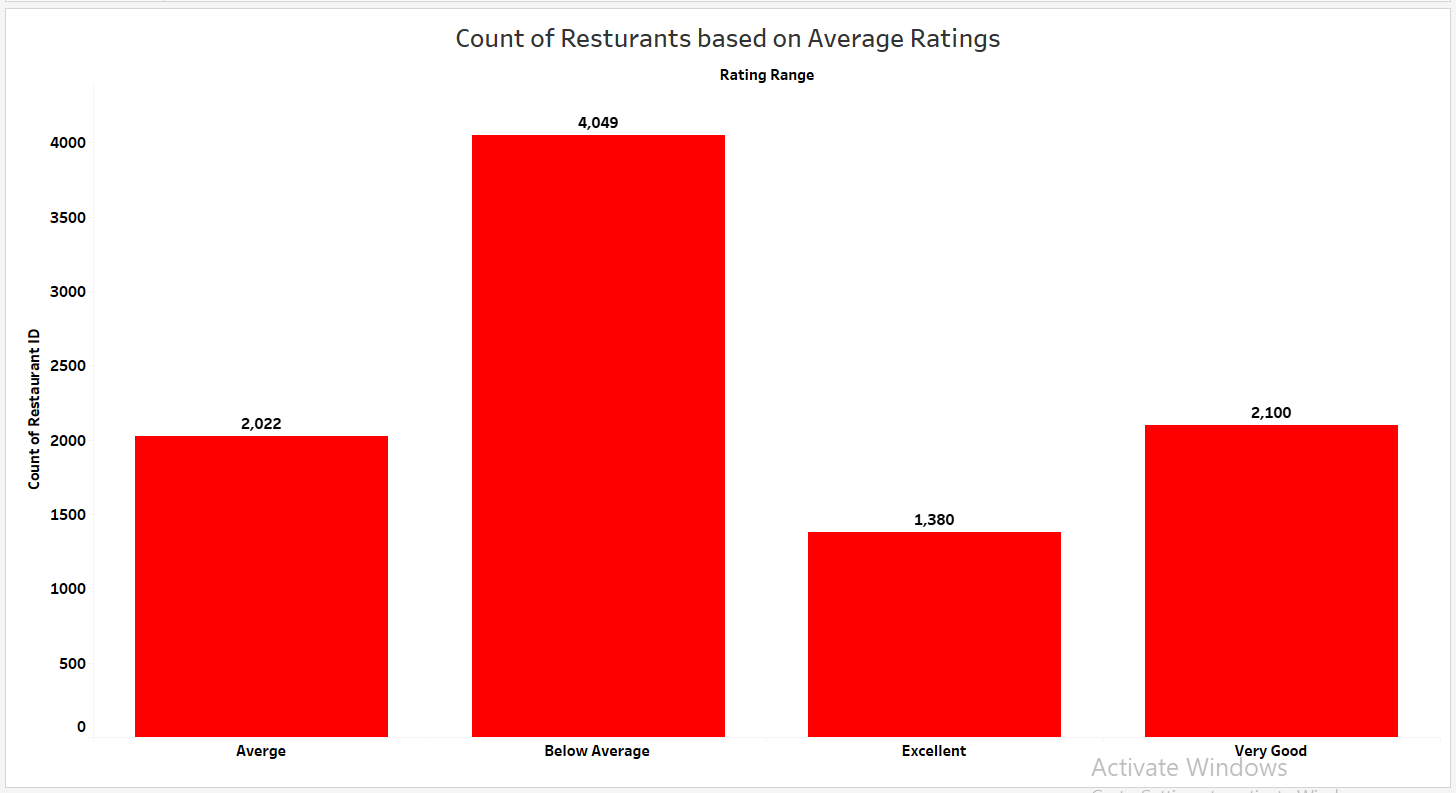 Count of Resturants based on Average Ratings
Rating Range
Count of Restaurant ID
4000
3500
3000
2500
2000
1500
1000
500
0
2,022
4,049
1,380
2,100
Averge
Below Average
Excellent
Very Good
Activate Windows